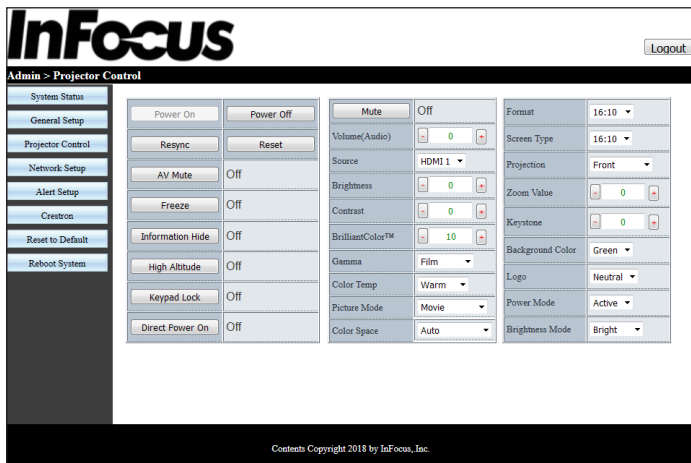 InFocus
Logout
Admin > Projector Control
System Status
General Setup
Projector Control
Network Setup
Alert Setup
Crestron
Reset to Default
Reboot System
Power On Power Off
Resync Reset
AV Mute Off
Freeze Off
Information Hide Off
High Altitude Off
Keypad Lock Off
Direct Power On Off
Mute Off
Volume(Audio) - 0 +
Source HDMI 1
Brightness - 0 +
Contrast - 0 +
BrilliantColor™ - 10 +
Gamma Film
Color Temp Warm
Picture Mode Movie
Color Space Auto
Format 16:10
Screen Type 16:10
Projection Front
Zoom Value - 0 +
Keystone - 0 +
Background Color Green
Logo Neutral
Power Mode Active
Brightness Mode Bright
Contents Copyright 2018 by InFocus,.Inc.